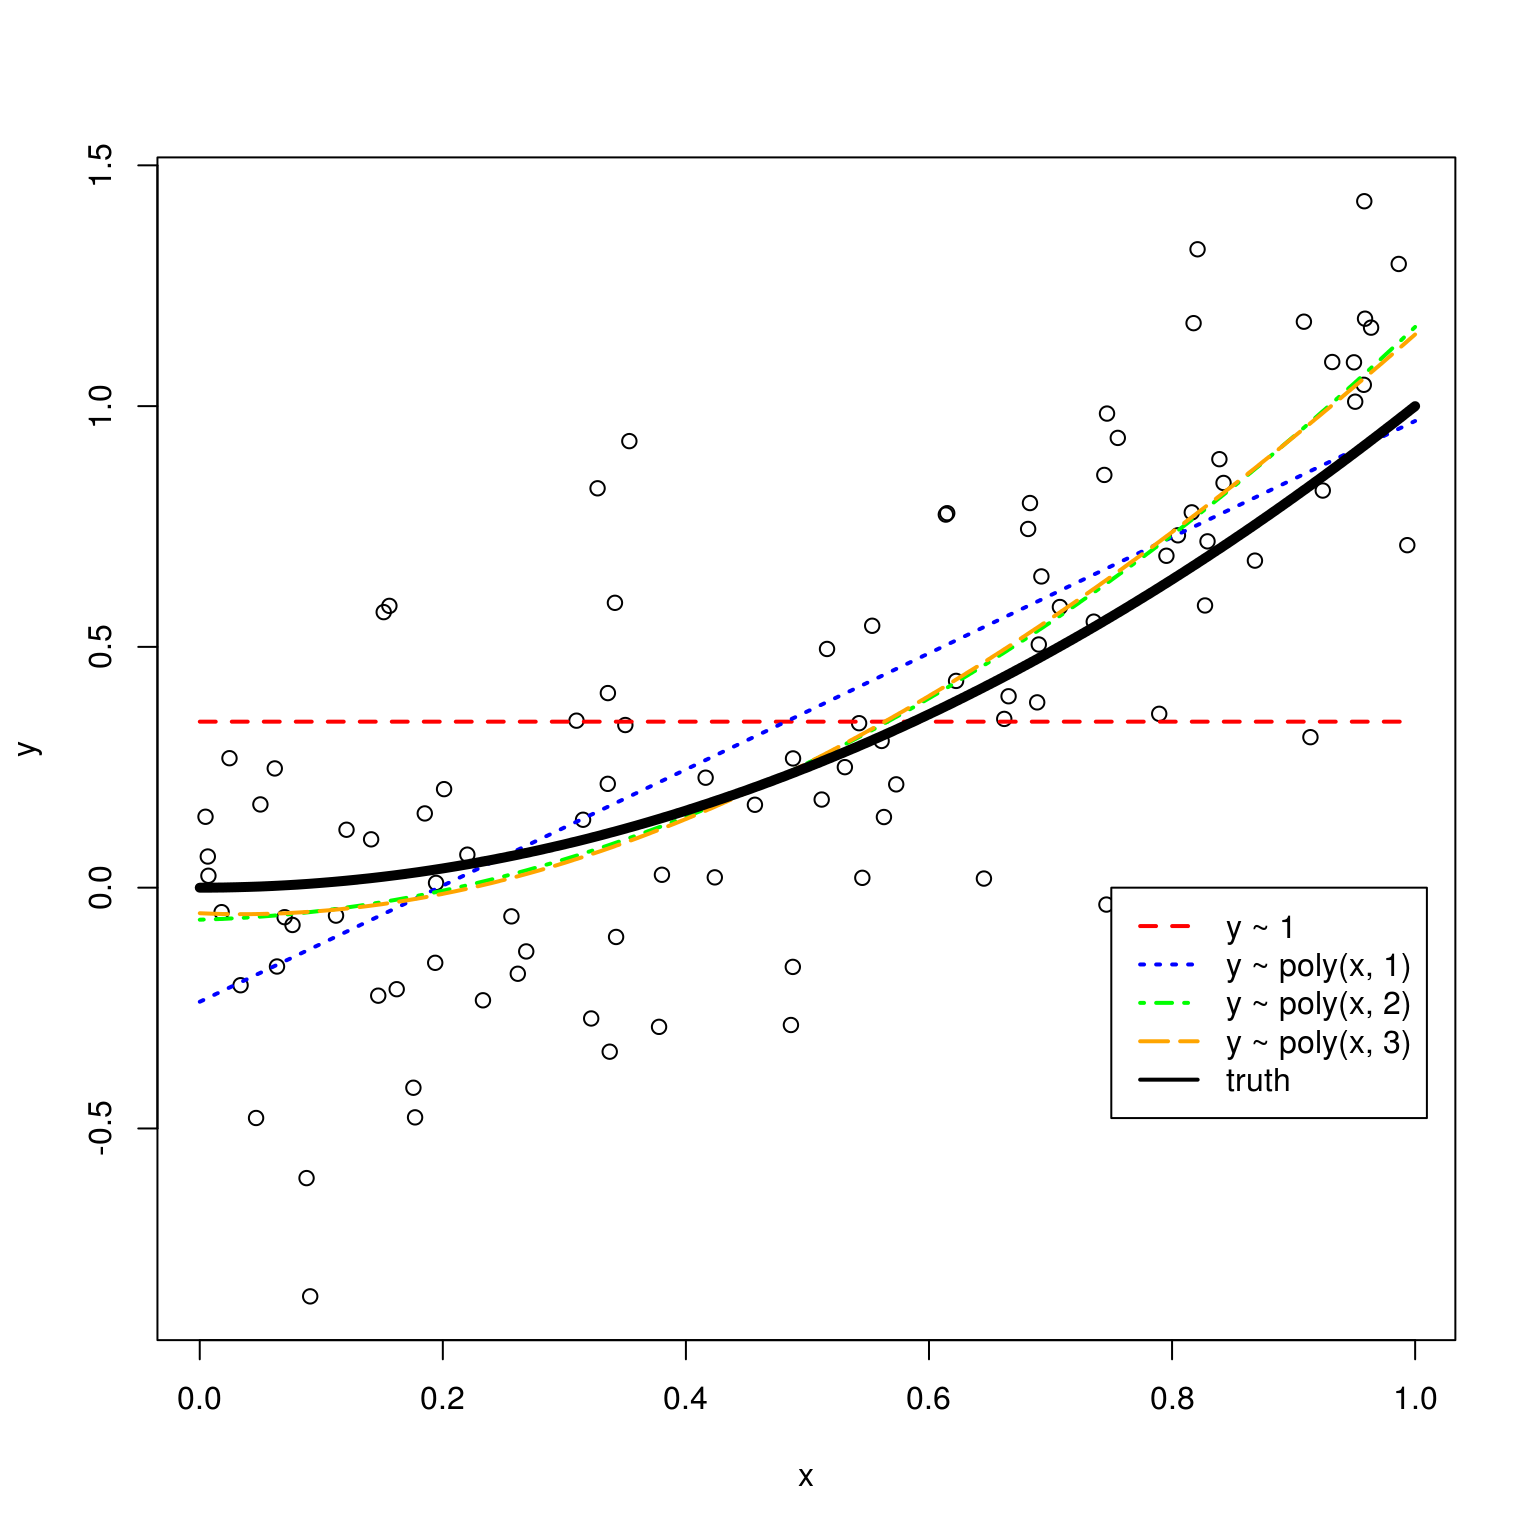 1.5
1.0
0.5
0.0
-0.5
y
0.0 0.2 0.4 0.6 0.8 1.0
x
y ~ 1
y ~ poly(x, 1)
y ~ poly(x, 2)
y ~ poly(x, 3)
truth